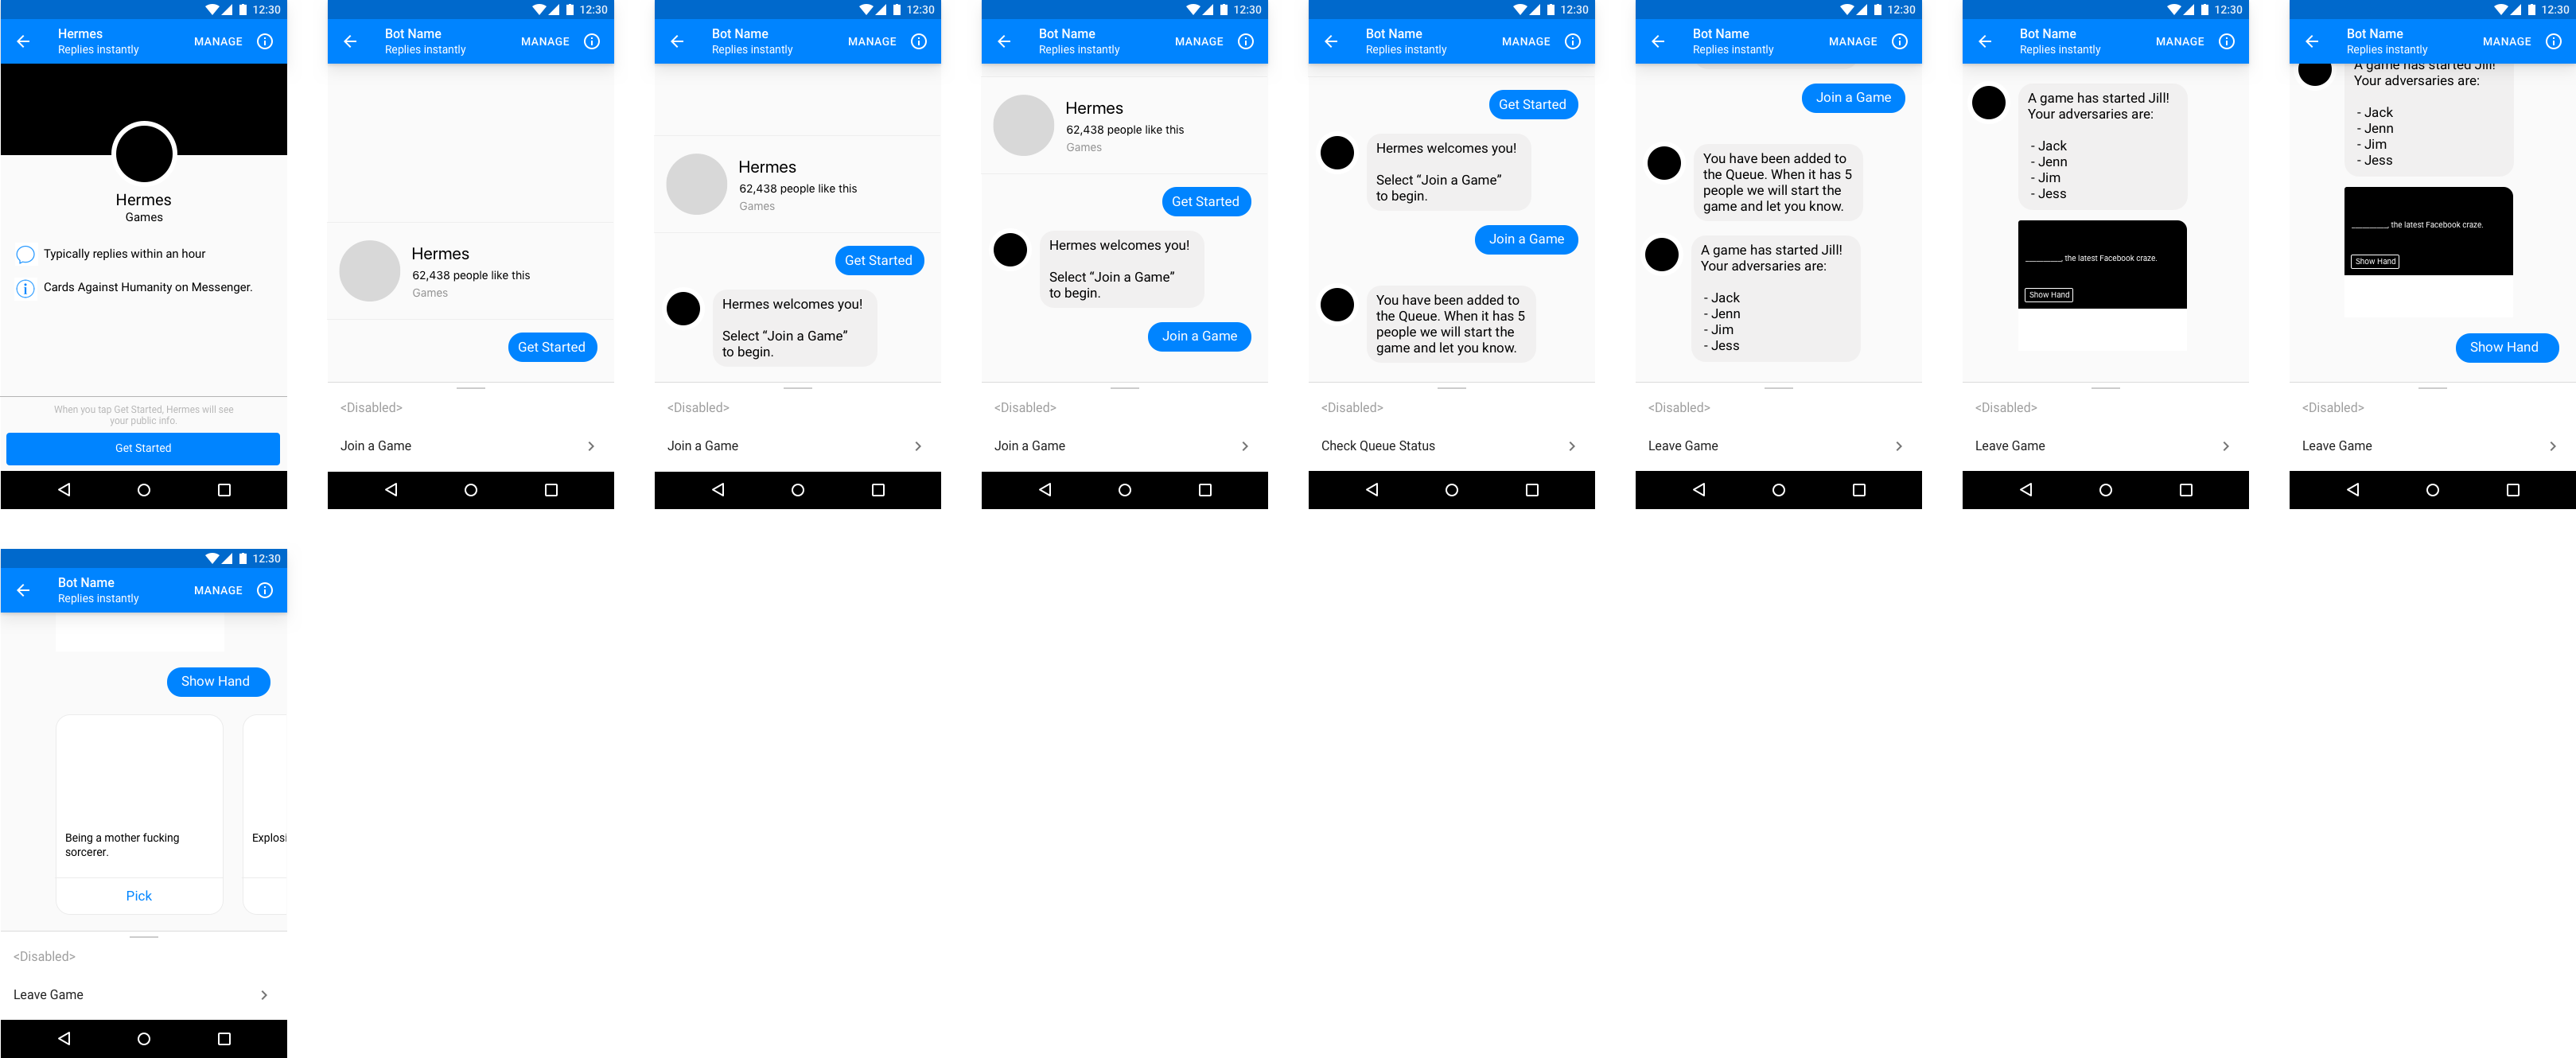 12:30
Hermes
Replies instantly
MANAGE
Hermes
Games
Typically replies within an hour
Cards Against Humanity on Messenger.
When you tap Get Started, Hermes will see
your public info.
Get Started
12:30
Bot Name
Replies instantly
MANAGE
Hermes
62,438 people like this
Games
Get Started
<Disabled>
Join a Game
12:30
Bot Name
Replies instantly
MANAGE
Hermes
62,438 people like this
Games
Get Started
Hermes welcomes you!
Select “Join a Game”
to begin.
<Disabled>
Join a Game
12:30
Bot Name
Replies instantly
MANAGE
Hermes
62,438 people like this
Games
Get Started
Hermes welcomes you!
Select “Join a Game”
to begin.
Join a Game
<Disabled>
Join a Game
12:30
Bot Name
Replies instantly
MANAGE
Get Started
Hermes welcomes you!
Select “Join a Game”
to begin.
Join a Game
You have been added to
the Queue. When it has 5
people we will start the
game and let you know.
<Disabled>
Check Queue Status
12:30
Bot Name
Replies instantly
MANAGE
Join a Game
You have been added to
the Queue. When it has 5
people we will start the
game and let you know.
A game has started Jill!
Your adversaries are:
- Jack
- Jenn
- Jim
- Jess
<Disabled>
Leave Game
12:30
Bot Name
Replies instantly
MANAGE
A game has started Jill!
Your adversaries are:
- Jack
- Jenn
- Jim
- Jess
________, the latest Facebook craze.
Show Hand
<Disabled>
Leave Game
12:30
Bot Name
Replies instantly
MANAGE
A game has started Jill!
Your adversaries are:
- Jack
- Jenn
- Jim
- Jess
________, the latest Facebook craze.
Show Hand
Show Hand
<Disabled>
Leave Game
12:30
Bot Name
Replies instantly
MANAGE
Show Hand
Being a mother fucking
sorcerer.
Explosi
Pick
<Disabled>
Leave Game